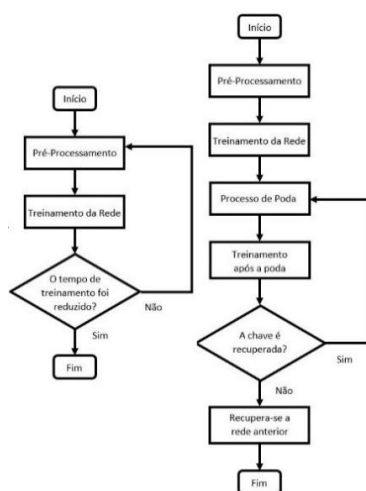 Início
Pré-Processamento
Treinamento da Rede
O tempo de
treinamento foi
reduzido?
Não
Sim
Fim
Início
Pré-Processamento
Treinamento da Rede
Processo de Poda
Treinamento
após a poda
A chave é
recuperada?
Sim
Não
Recupera-se a
rede anterior
Fim